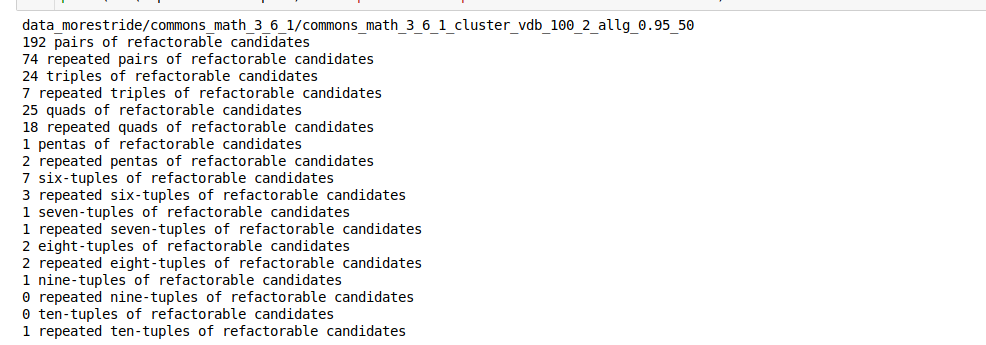 data_morestride/commons_math_3_6_1/commons_math_3_6_1_cluster_vdb_100_2_allg_0.95_50
192 pairs of refactorable candidates
74 repeated pairs of refactorable candidates
24 triples of refactorable candidates
7 repeated triples of refactorable candidates
25 quads of refactorable candidates
18 repeated quads of refactorable candidates
1 pentas of refactorable candidates
2 repeated pentas of refactorable candidates
7 six-tuples of refactorable candidates
3 repeated six-tuples of refactorable candidates
1 seven-tuples of refactorable candidates
1 repeated seven-tuples of refactorable candidates
2 eight-tuples of refactorable candidates
2 repeated eight-tuples of refactorable candidates
1 nine-tuples of refactorable candidates
0 repeated nine-tuples of refactorable candidates
0 ten-tuples of refactorable candidates
1 repeated ten-tuples of refactorable candidates